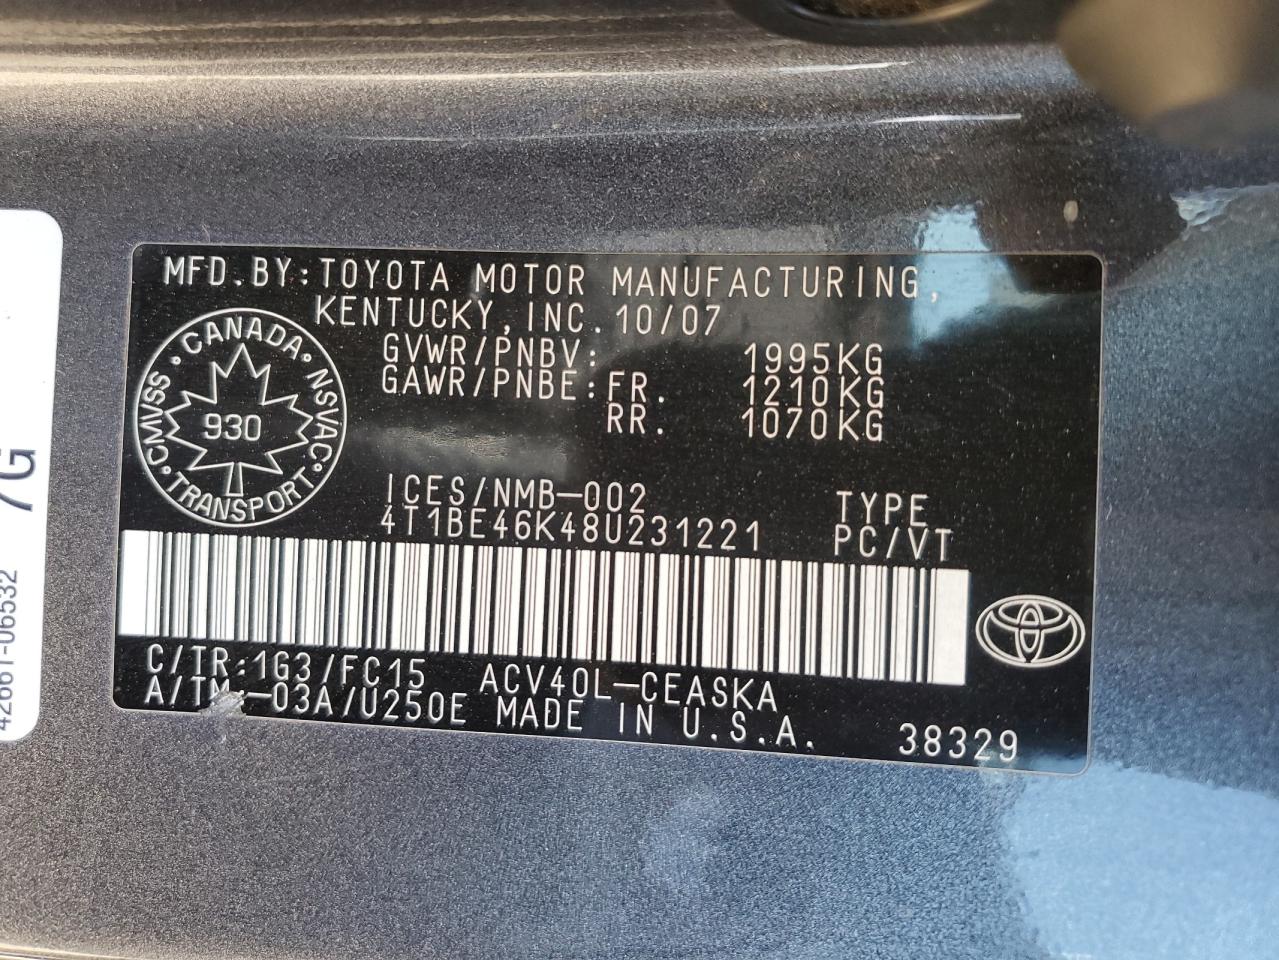 MFD.BY:TOYOTA MOTOR MANUFACTURING,
KENTUCKY,INC.10/07
GVWR/PNBV: 1995KG
GAWR/PNBE:FR. 1210KG
RR. 1070KG
CANADA
CMVSS NSVAC
930
TRANSPORT
ICES/NMB-002 TYPE
4T1BE46K48U231221 PC/VT
C/TR:1G3/FC15 ACV40L-CEASKA
A/TM:-03A/U250E MADE IN U.S.A. 38329
42661-06532 7G